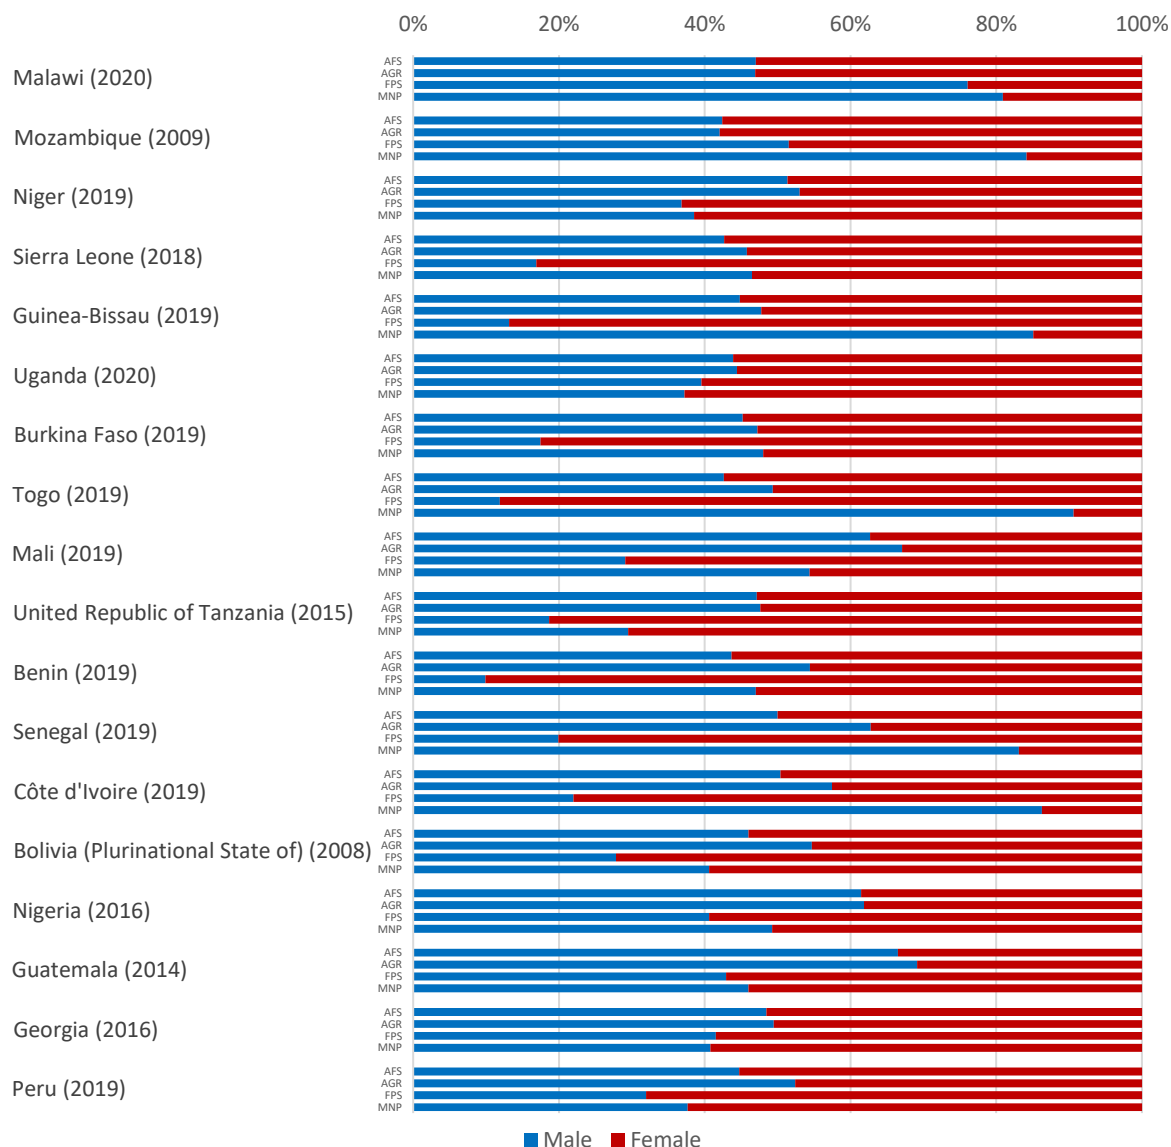 0% 20% 40% 60% 80% 100%
AFS
Malawi (2020) AGR
FPS
MNP
AFS
Mozambique (2009) AGR
FPS
MNP
AFS
Niger (2019) AGR
FPS
MNP
AFS
Sierra Leone (2018) AGR
FPS
MNP
AFS
Guinea-Bissau (2019) AGR
FPS
MNP
AFS
Uganda (2020) AGR
FPS
MNP
AFS
Burkina Faso (2019) AGR
FPS
MNP
AFS
Togo (2019) AGR
FPS
MNP
AFS
Mali (2019) AGR
FPS
MNP
AFS
United Republic of Tanzania (2015) AGR
FPS
MNP
AFS
Benin (2019) AGR
FPS
MNP
AFS
Senegal (2019) AGR
FPS
MNP
AFS
Côte d'Ivoire (2019) AGR
FPS
MNP
AFS
Bolivia (Plurinational State of) (2008) AGR
FPS
MNP
AFS
Nigeria (2016) AGR
FPS
MNP
AFS
Guatemala (2014) AGR
FPS
MNP
AFS
Georgia (2016) AGR
FPS
MNP
AFS
Peru (2019) AGR
FPS
MNP
Male Female